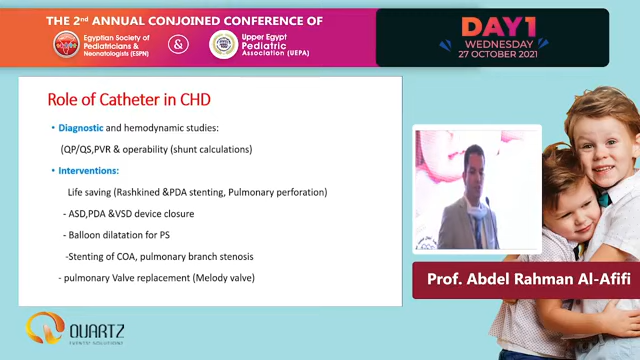 THE 2nd ANNUAL CONJOINED CONFERENCE OF
Egyptian Society of
Pediatricians &
Neonatologists (ESPN)
&
Upper Egypt
Pediatric
Association (UEPA)
DAY1
WEDNESDAY
27 OCTOBER 2021
Role of Catheter in CHD
• Diagnostic and hemodynamic studies:
(QP/QS,PVR & operability (shunt calculations)
• Interventions:
Life saving (Rashkined &PDA stenting, Pulmonary perforation)
- ASD,PDA &VSD device closure
- Balloon dilatation for PS
-Stenting of COA, pulmonary branch stenosis
- pulmonary Valve replacement (Melody valve)
Prof. Abdel Rahman Al-Afifi
QUARTZ
EVENTS' SOLUTIONS